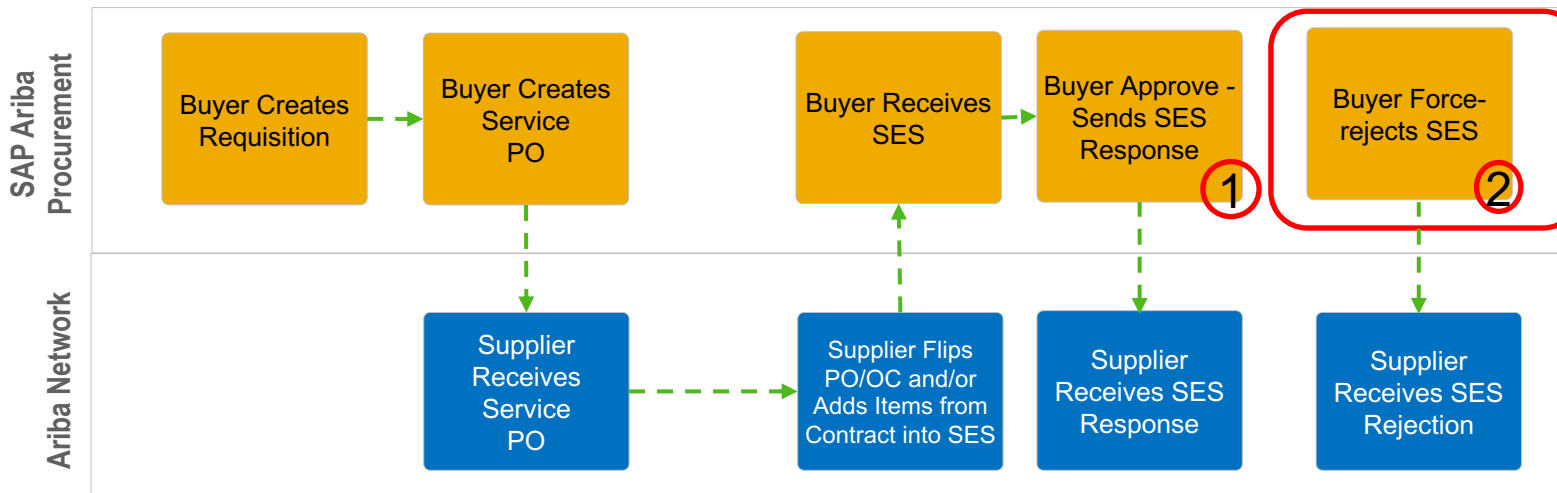 SAP Ariba
Procurement
Buyer Creates
Requisition
Buyer Creates
Service
PO
Buyer Receives
SES
Buyer Approve -
Sends SES
Response
1
Buyer Force-
rejects SES
2
Ariba Network
Supplier
Receives
Service
PO
Supplier Flips
PO/OC and/or
Adds Items from
Contract into SES
Supplier
Receives SES
Response
Supplier
Receives SES
Rejection